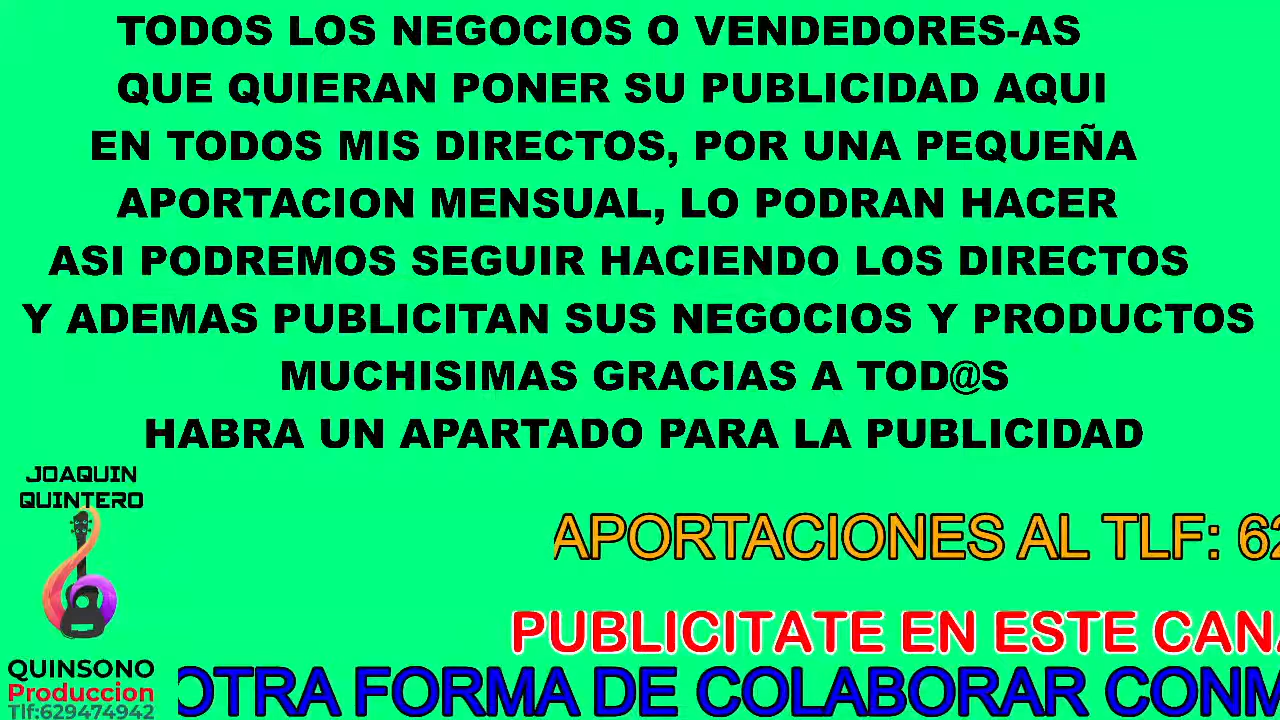 TODOS LOS NEGOCIOS O VENDEDORES-AS
QUE QUIERAN PONER SU PUBLICIDAD AQUI
EN TODOS MIS DIRECTOS, POR UNA PEQUEÑA
APORTACION MENSUAL, LO PODRAN HACER
ASI PODREMOS SEGUIR HACIENDO LOS DIRECTOS
Y ADEMAS PUBLICITAN SUS NEGOCIOS Y PRODUCTOS
MUCHISIMAS GRACIAS A TOD@S
HABRA UN APARTADO PARA LA PUBLICIDAD
JOAQUIN
QUINTERO
APORTACIONES AL TLF: 62
PUBLICITATE EN ESTE CANA
QUINSONO
Produccion
Tlf:629474942
OTRA FORMA DE COLABORAR CONM